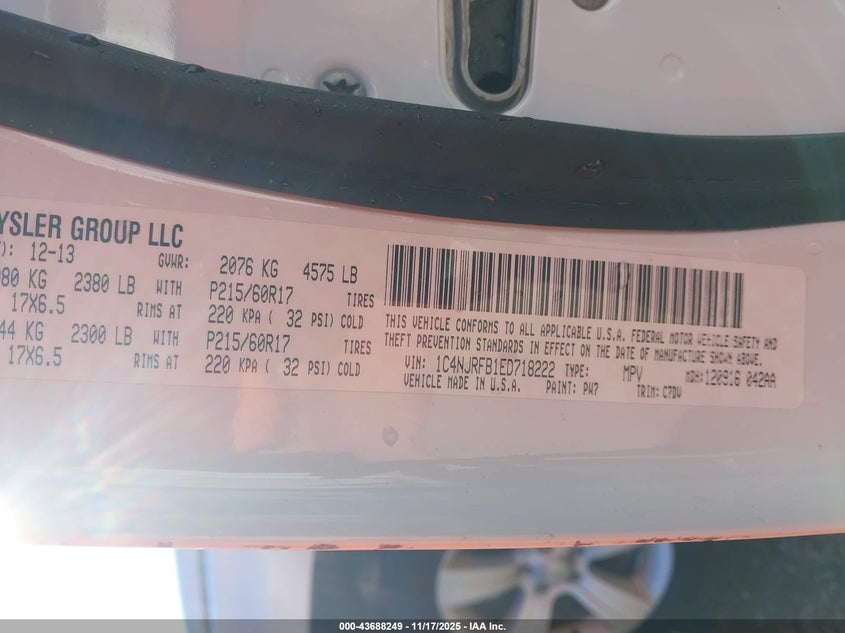 YSLER GROUP LLC
): 12-13 GVWR: 2076 KG 4575 LB
080 KG 2380 LB WITH P215/60R17 TIRES
17X6.5 RIMS AT 220 KPA ( 32 PSI) COLD
44 KG 2300 LB WITH P215/60R17 TIRES
17X6.5 RIMS AT 220 KPA ( 32 PSI) COLD
THIS VEHICLE CONFORMS TO ALL APPLICABLE U.S.A. FEDERAL MOTOR VEHICLE SAFETY AND
THEFT PREVENTION STANDARDS IN EFFECT ON THE DATE OF MANUFACTURE SHOWN ABOVE.
VIN: 1C4NJRFB1ED718222 TYPE: MPV MDH: 120916 042AA
VEHICLE MADE IN U.S.A. PAINT: PW7 TRIM: C7DV
000-43688249 - 11/17/2025 - IAA Inc.